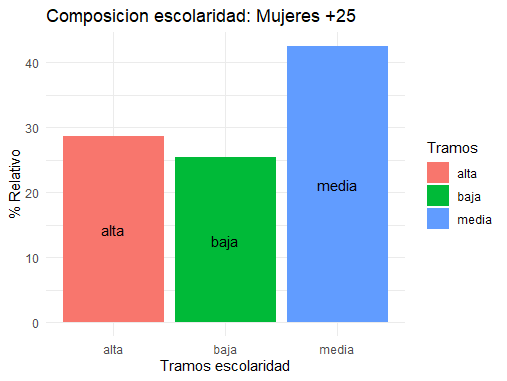 Composicion escolaridad: Mujeres +25
% Relativo
40
30
20
10
0
alta
baja
media
alta
baja
media
Tramos escolaridad
Tramos
alta
baja
media